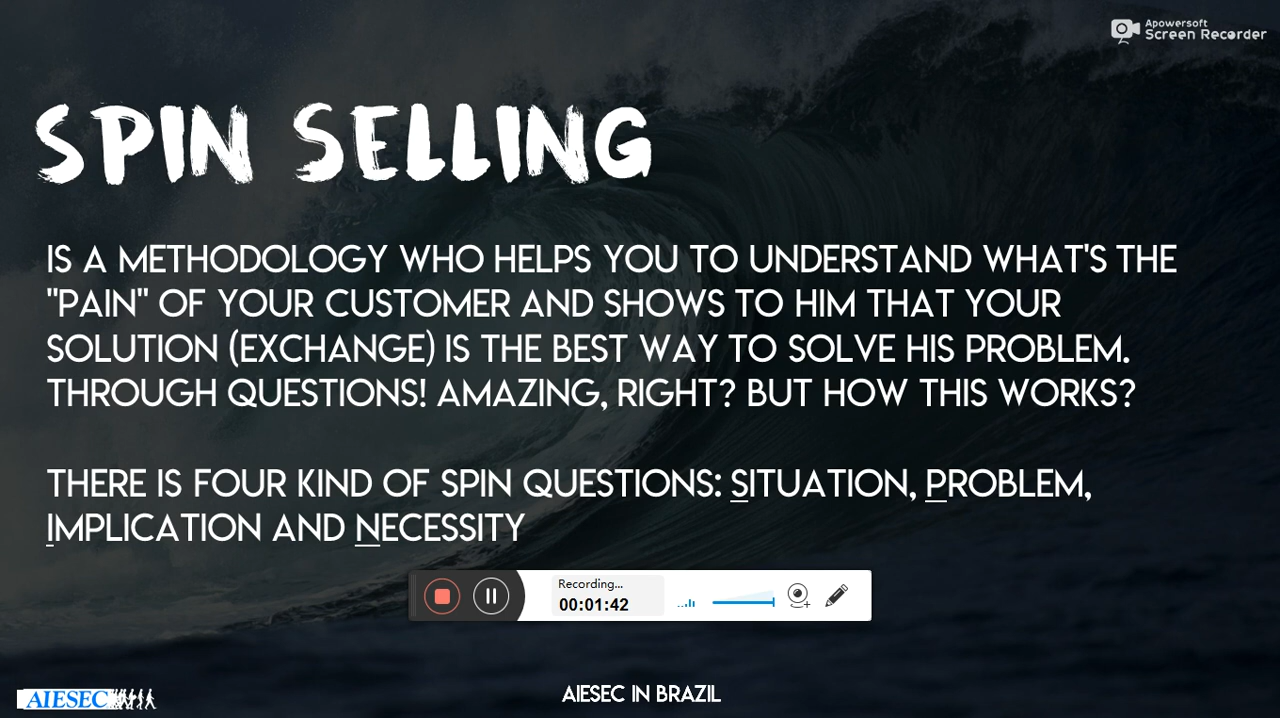 Apowersoft
Screen Recorder
SPIN SELLING
IS A METHODOLOGY WHO HELPS YOU TO UNDERSTAND WHAT'S THE
"PAIN" OF YOUR CUSTOMER AND SHOWS TO HIM THAT YOUR
SOLUTION (EXCHANGE) IS THE BEST WAY TO SOLVE HIS PROBLEM.
THROUGH QUESTIONS! AMAZING, RIGHT? BUT HOW THIS WORKS?
THERE IS FOUR KIND OF SPIN QUESTIONS: SITUATION, PROBLEM,
IMPLICATION AND NECESSITY
Recording...
00:01:42
AIESEC
AIESEC IN BRAZIL